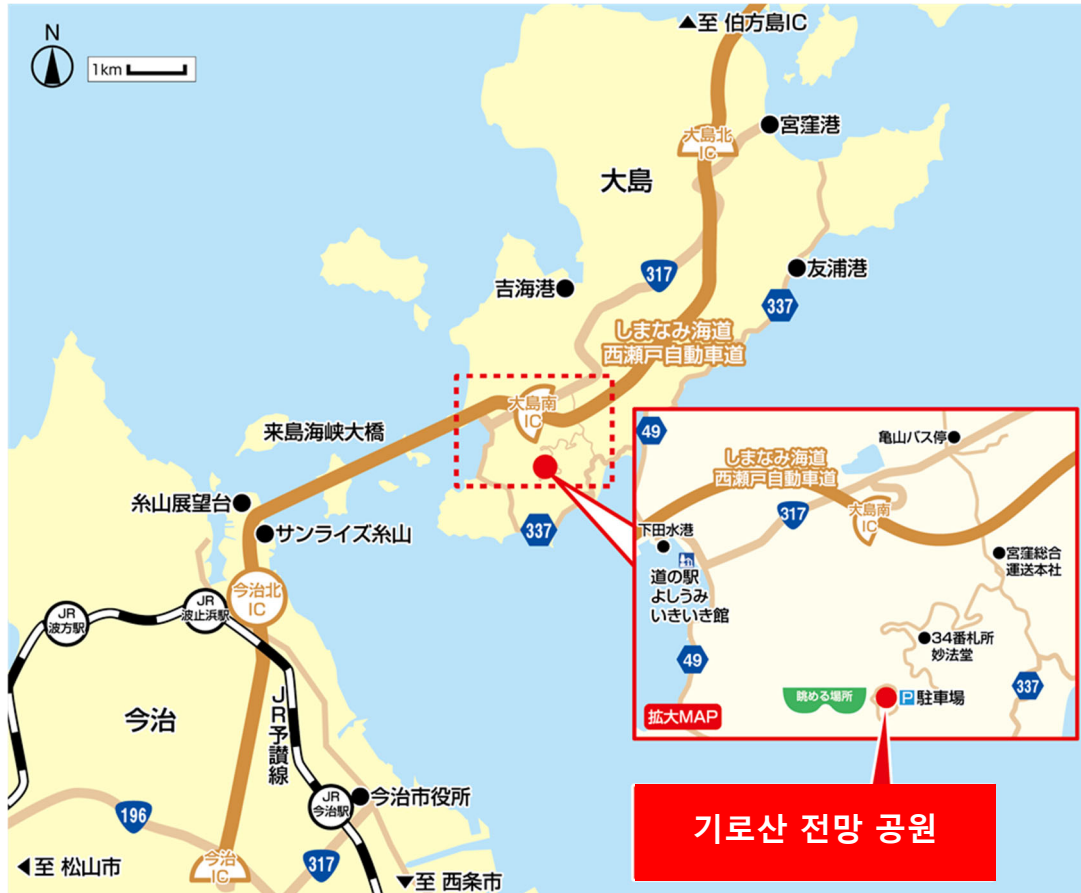 N
1km
▲至 伯方島IC
大島北
IC
宮窪港
大島
317
友浦港
吉海港
337
しまなみ海道
西瀬戸自動車道
大島南
IC
来島海峡大橋
糸山展望台
サンライズ糸山
337
今治北
IC
JR
波止浜駅
JR
波方駅
今治
JR予讃線
JR
今治駅
今治市役所
196
今治
IC
317
◀至 松山市
▼至 西条市
49
亀山バス停
しまなみ海道
西瀬戸自動車道
317
大島南
IC
下田水港
道の駅
よしうみ
いきいき館
宮窪総合
運送本社
34番札所
妙法堂
49
337
眺める場所
P 駐車場
拡大MAP
기로산 전망 공원